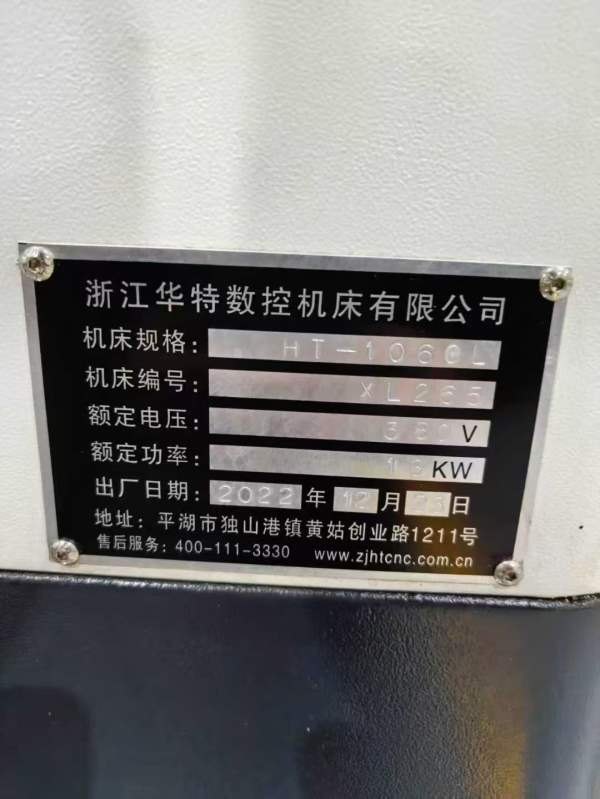 浙江华特数控机床有限公司
机床规格: HT-1060L
机床编号: XL265
额定电压: 380V
额定功率: KW
出厂日期: 2022年12月日
地址: 平湖市独山港镇黄姑创业路1211号
售后服务: 400-111-3330 www.zjhtcnc.com.cn